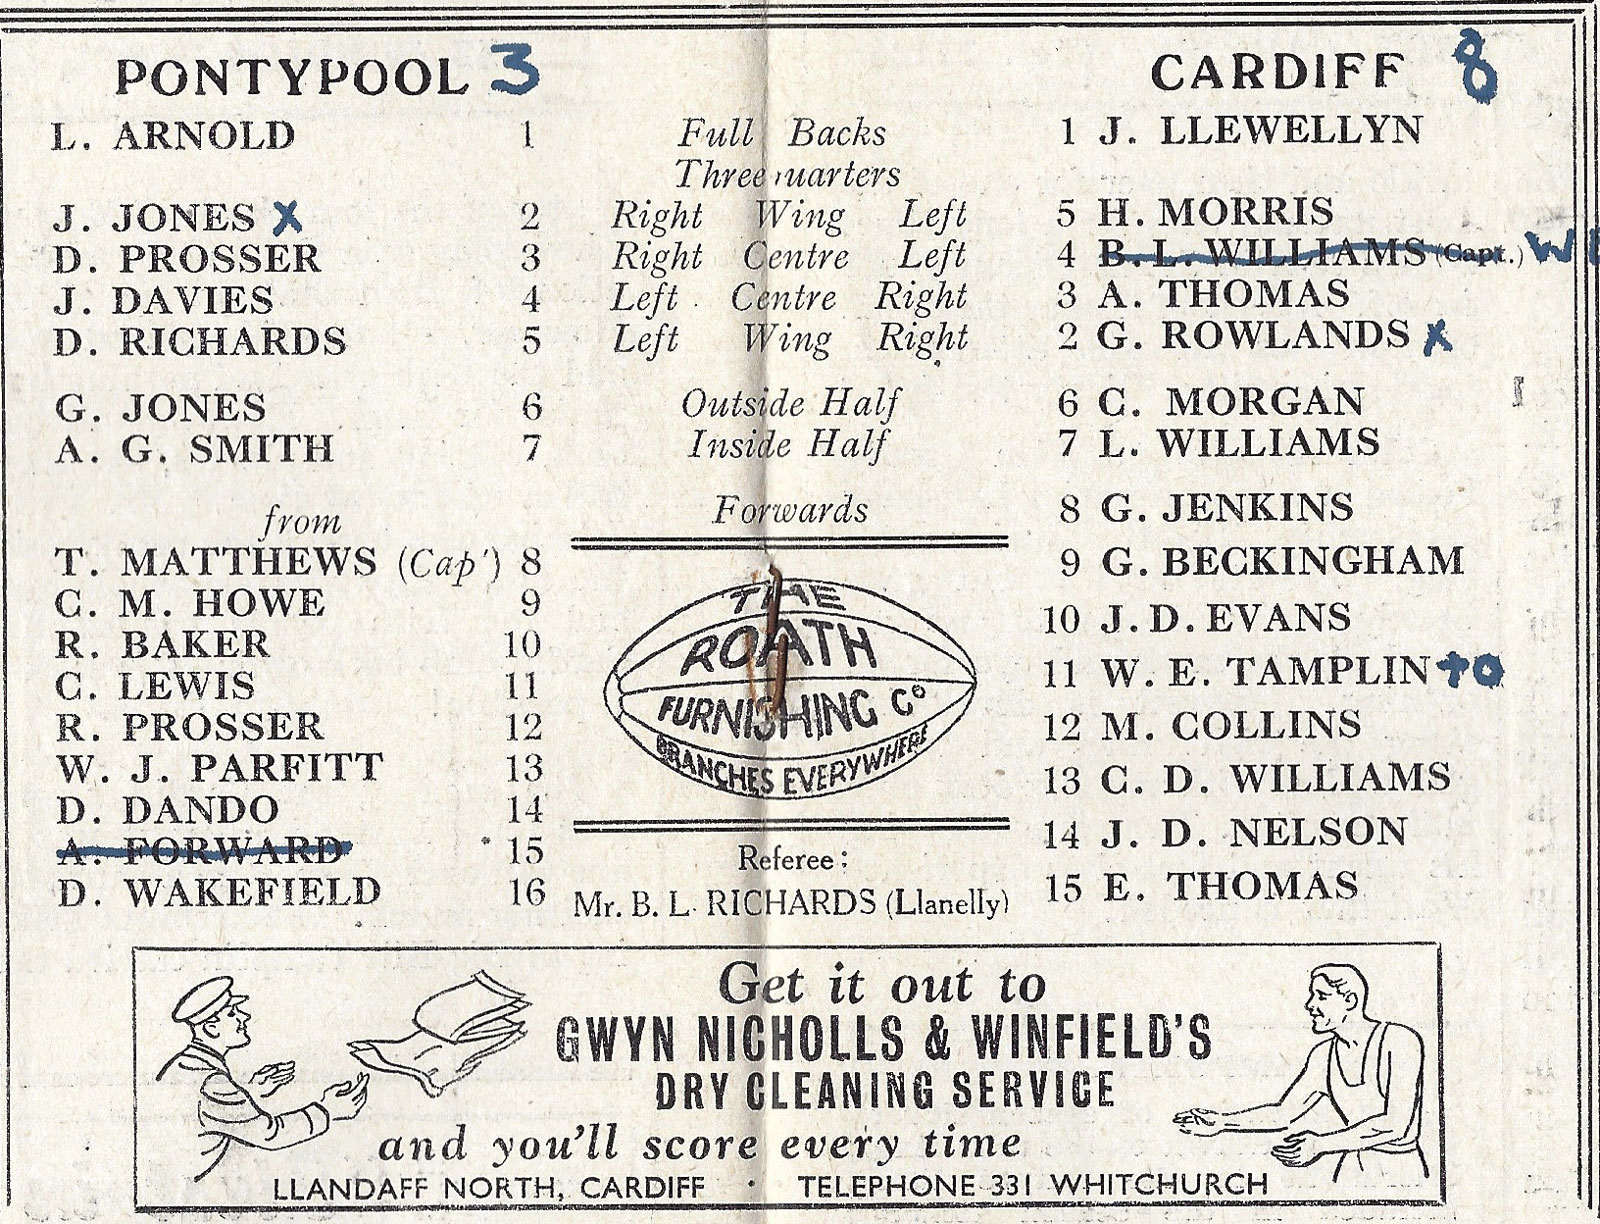 PONTYPOOL 3 CARDIFF 8
L. ARNOLD 1 Full Backs 1 J. LLEWELLYN
Three uarters
J. JONES X 2 Right Wing Left 5 H. MORRIS
D. PROSSER 3 Right Centre Left 4 B. L. WILLIAMS (Capt.)
J. DAVIES 4 Left Centre Right 3 A. THOMAS
D. RICHARDS 5 Left Wing Right 2 G. ROWLANDS X
G. JONES 6 Outside Half 6 C. MORGAN
A. G. SMITH 7 Inside Half 7 L. WILLIAMS
from Forwards 8 G. JENKINS
T. MATTHEWS (Cap') 8 9 G. BECKINGHAM
C. M. HOWE 9 10 J. D. EVANS
R. BAKER 10 11 W. E. TAMPLIN +O
C. LEWIS 11 12 M. COLLINS
R. PROSSER 12 13 C. D. WILLIAMS
W. J. PARFITT 13 14 J. D. NELSON
D. DANDO 14 15 E. THOMAS
A. FORWARD 15
D. WAKEFIELD 16
THE
ROATH
FURNISHING Co
BRANCHES EVERYWHERE
Referee:
Mr. B. L. RICHARDS (Llanelly)
Get it out to
GWYN NICHOLLS & WINFIELD'S
DRY CLEANING SERVICE
and you'll score every time
LLANDAFF NORTH, CARDIFF · TELEPHONE 331 WHITCHURCH